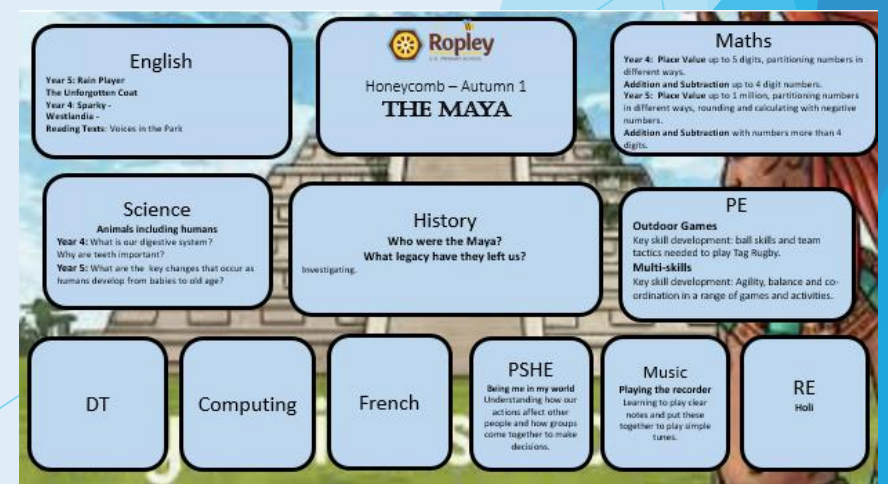 English
Year 5: Rain Player
The Unforgotten Coat
Year 4: Sparky -
Westlandia -
Reading Texts: Voices in the Park
Ropley
C.E. PRIMARY SCHOOL
Honeycomb – Autumn 1
THE MAYA
Maths
Year 4: Place Value up to 5 digits, partitioning numbers in
different ways.
Addition and Subtraction up to 4 digit numbers.
Year 5: Place Value up to 1 million, partitioning numbers
in different ways, rounding and calculating with negative
numbers.
Addition and Subtraction with numbers more than 4
digits.
Science
Animals including humans
Year 4: What is our digestive system?
Why are teeth important?
Year 5: What are the key changes that occur as
humans develop from babies to old age?
History
Who were the Maya?
What legacy have they left us?
Investigating.
PE
Outdoor Games
Key skill development: ball skills and team
tactics needed to play Tag Rugby.
Multi-skills
Key skill development: Agility, balance and co-
ordination in a range of games and activities.
DT
Computing
French
PSHE
Being me in my world
Understanding how our
actions affect other
people and how groups
come together to make
decisions.
Music
Playing the recorder
Learning to play clear
notes and put these
together to play simple
tunes.
RE
Holi